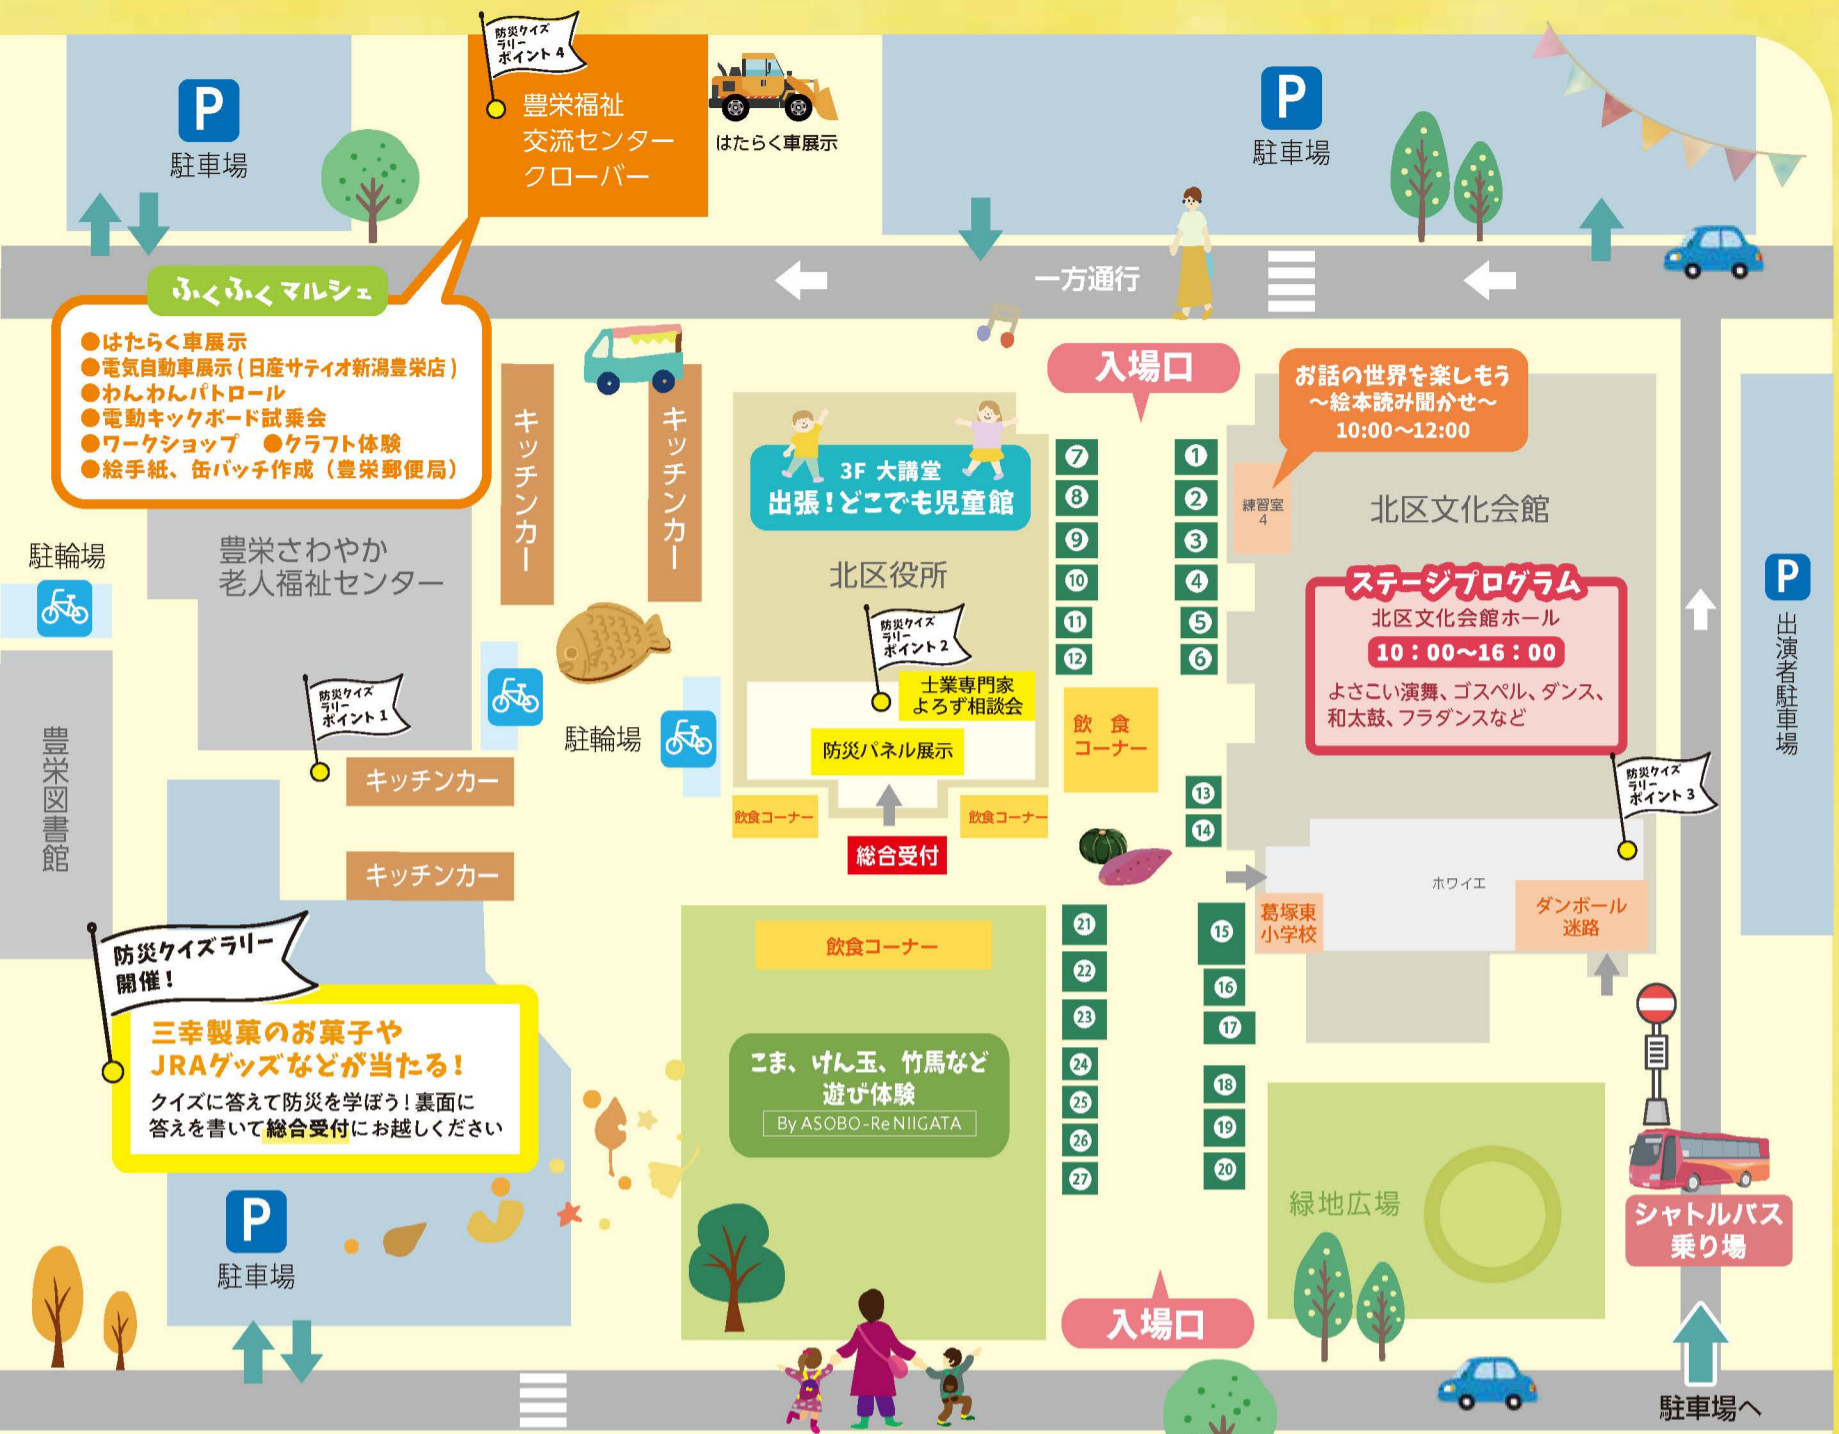 防災クイズ
ラリー
ポイント4
豊栄福祉
交流センター
クローバー
はたらく車展示
P
駐車場
P
駐車場
一方通行
ふくふくマルシェ
●はたらく車展示
●電気自動車展示(日産サティオ新潟豊栄店)
●わんわんパトロール
●電動キックボード試乗会
●ワークショップ ●クラフト体験
●絵手紙、缶バッチ作成(豊栄郵便局)
キッチンカー
キッチンカー
入場口
お話の世界を楽しもう
～絵本読み聞かせ～
10:00～12:00
3F 大講堂
出張！どこでも児童館
北区役所
⑦
⑧
⑨
⑩
⑪
⑫
①
②
③
④
⑤
⑥
練習室
4
北区文化会館
ステージプログラム
北区文化会館ホール
10：00～16：00
よさこい演舞、ゴスペル、ダンス、
和太鼓、フラダンスなど
P
出演者駐車場
駐輪場
豊栄さわやか
老人福祉センター
防災クイズ
ラリー
ポイント1
防災クイズ
ラリー
ポイント2
士業専門家
よろず相談会
防災パネル展示
駐輪場
飲食
コーナー
防災クイズ
ラリー
ポイント3
豊栄図書館
キッチンカー
キッチンカー
飲食コーナー
飲食コーナー
総合受付
⑬
⑭
ホワイエ
葛塚東
小学校
ダンボール
迷路
飲食コーナー
㉑
㉒
㉓
㉔
㉕
㉖
㉗
⑮
⑯
⑰
⑱
⑲
⑳
防災クイズラリー
開催！
三幸製菓のお菓子や
JRAグッズなどが当たる！
クイズに答えて防災を学ぼう！裏面に
答えを書いて総合受付にお越しください
こま、けん玉、竹馬など
遊び体験
By ASOBO-Re NIIGATA
P
駐車場
緑地広場
シャトルバス
乗り場
入場口
駐車場へ